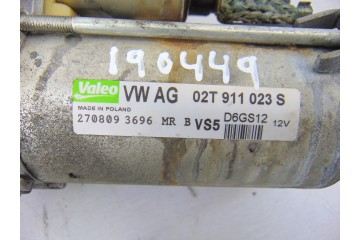 190449
Valeo VW AG 02T 911 023 S
MADE IN POLAND
270809 3696 MR B VS5 D6GS12 12V